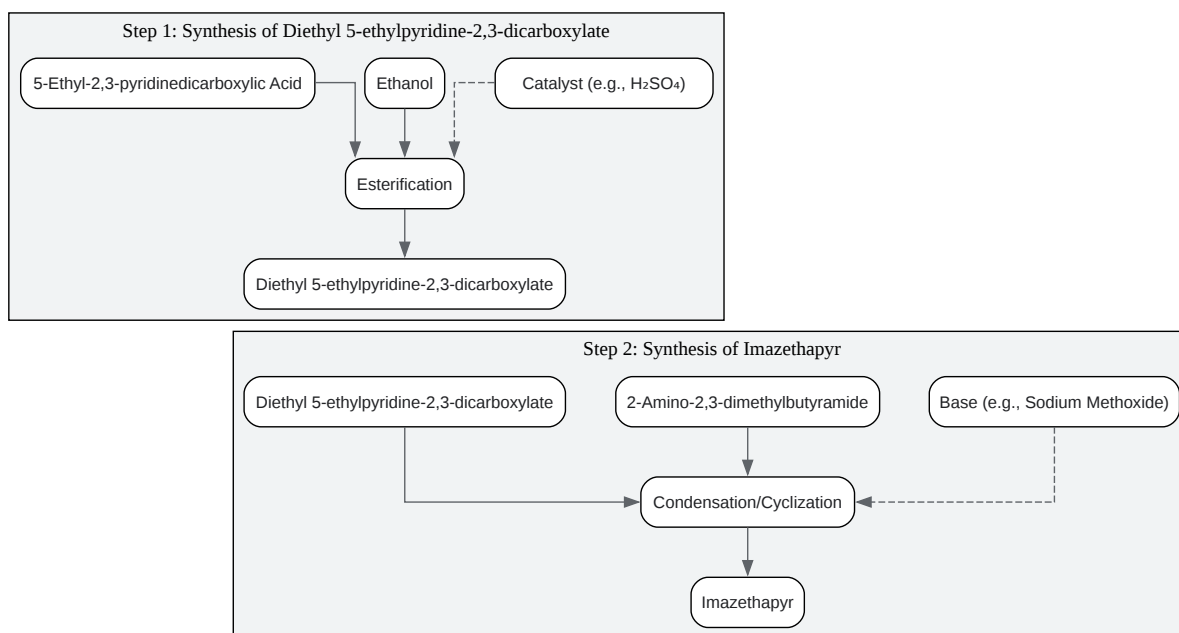 Step 1: Synthesis of Diethyl 5-ethylpyridine-2,3-dicarboxylate
5-Ethyl-2,3-pyridinedicarboxylic Acid
Ethanol
Catalyst (e.g., H₂SO₄)
Esterification
Diethyl 5-ethylpyridine-2,3-dicarboxylate
Step 2: Synthesis of Imazethapyr
Diethyl 5-ethylpyridine-2,3-dicarboxylate
2-Amino-2,3-dimethylbutyramide
Base (e.g., Sodium Methoxide)
Condensation/Cyclization
Imazethapyr